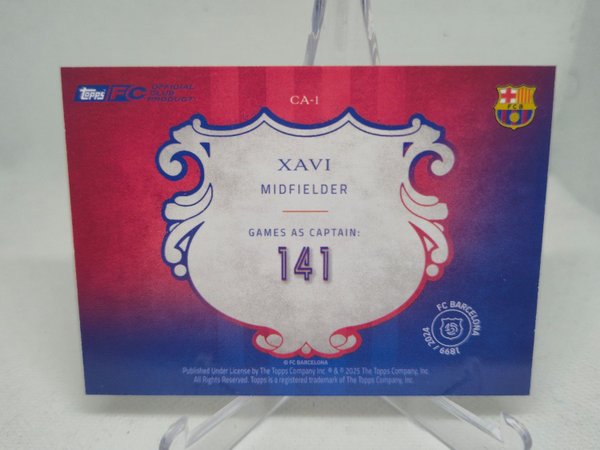 Topps FC OFFICIAL CLUB PRODUCT
CA-1
FCB
XAVI
MIDFIELDER
GAMES AS CAPTAIN:
141
FC BARCELONA
1899 / 2024
© FC BARCELONA
Published Under License by The Topps Company, Inc. ® & © 2025 The Topps Company, Inc.
All Rights Reserved. Topps is a registered trademark of The Topps Company, Inc.